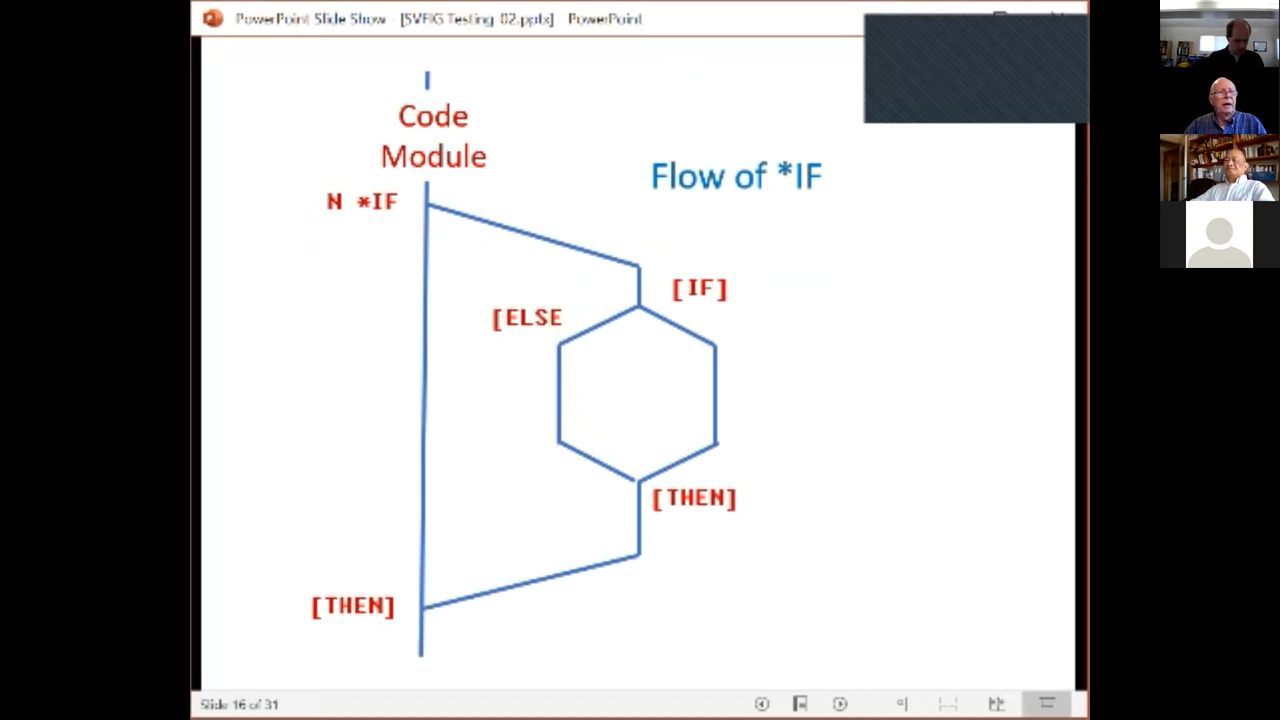 PowerPoint Slide Show - [SVFIG Testing 02.pptx] - PowerPoint
Code
Module
Flow of *IF
N *IF
[IF]
[ELSE
[THEN]
[THEN]
Slide 16 of 31